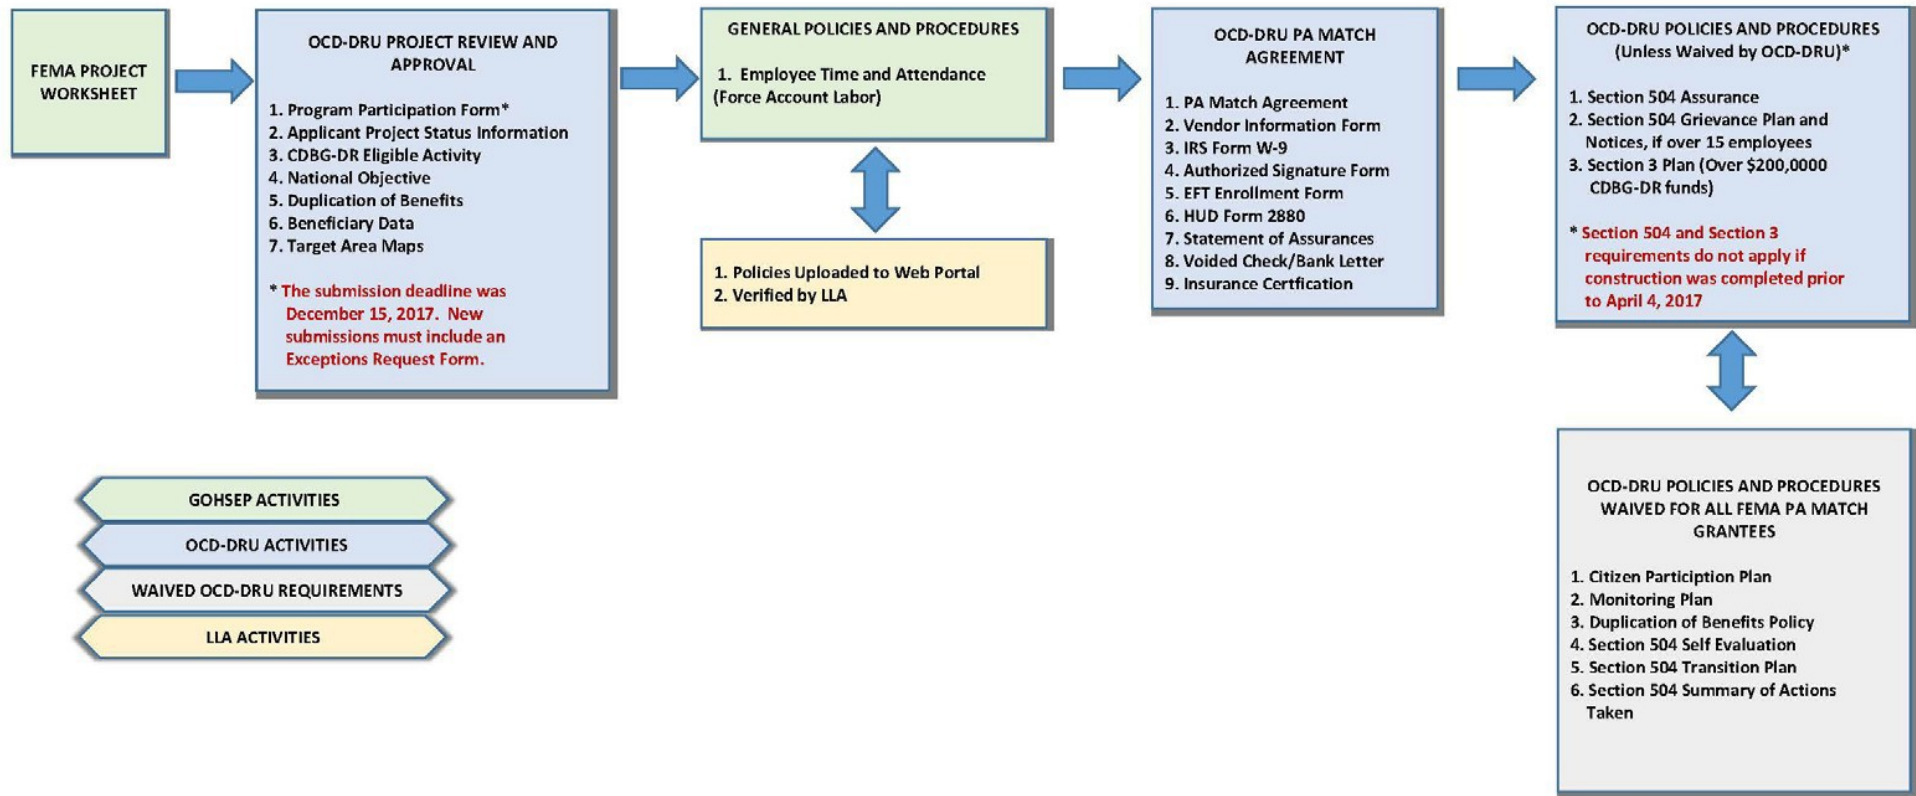 FEMA PROJECT
WORKSHEET
OCD-DRU PROJECT REVIEW AND
APPROVAL
1. Program Participation Form*
2. Applicant Project Status Information
3. CDBG-DR Eligible Activity
4. National Objective
5. Duplication of Benefits
6. Beneficiary Data
7. Target Area Maps
* The submission deadline was
December 15, 2017. New
submissions must include an
Exceptions Request Form.
GENERAL POLICIES AND PROCEDURES
1. Employee Time and Attendance
(Force Account Labor)
1. Policies Uploaded to Web Portal
2. Verified by LLA
OCD-DRU PA MATCH
AGREEMENT
1. PA Match Agreement
2. Vendor Information Form
3. IRS Form W-9
4. Authorized Signature Form
5. EFT Enrollment Form
6. HUD Form 2880
7. Statement of Assurances
8. Voided Check/Bank Letter
9. Insurance Certfication
OCD-DRU POLICIES AND PROCEDURES
(Unless Waived by OCD-DRU)*
1. Section 504 Assurance
2. Section 504 Grievance Plan and
Notices, if over 15 employees
3. Section 3 Plan (Over $200,0000
CDBG-DR funds)
* Section 504 and Section 3
requirements do not apply if
construction was completed prior
to April 4, 2017
OCD-DRU POLICIES AND PROCEDURES
WAIVED FOR ALL FEMA PA MATCH
GRANTEES
1. Citizen Particiption Plan
2. Monitoring Plan
3. Duplication of Benefits Policy
4. Section 504 Self Evaluation
5. Section 504 Transition Plan
6. Section 504 Summary of Actions
Taken
GOHSEP ACTIVITIES
OCD-DRU ACTIVITIES
WAIVED OCD-DRU REQUIREMENTS
LLA ACTIVITIES